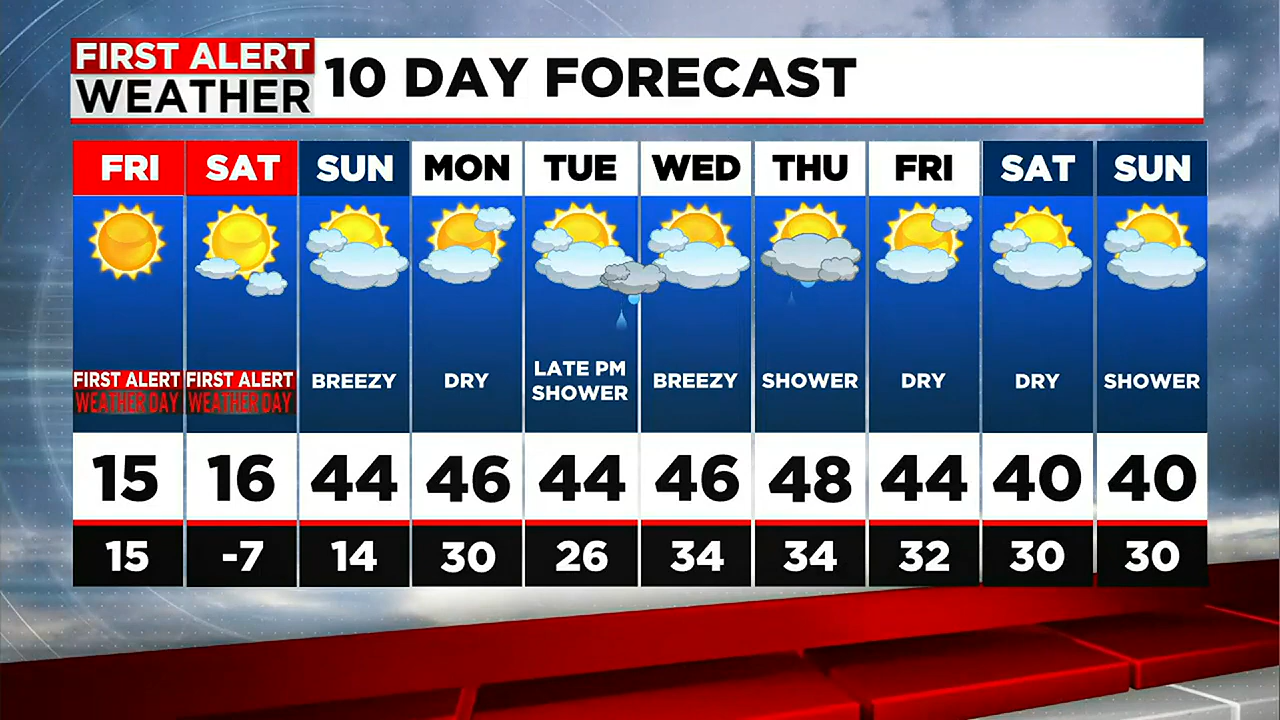 FIRST ALERT
WEATHER
10 DAY FORECAST
FRI SAT SUN MON TUE WED THU FRI SAT SUN
FIRST ALERT
WEATHER DAY
FIRST ALERT
WEATHER DAY
BREEZY
DRY
LATE PM
SHOWER
BREEZY
SHOWER
DRY
DRY
SHOWER
15 16 44 46 44 46 48 44 40 40
15 -7 14 30 26 34 34 32 30 30